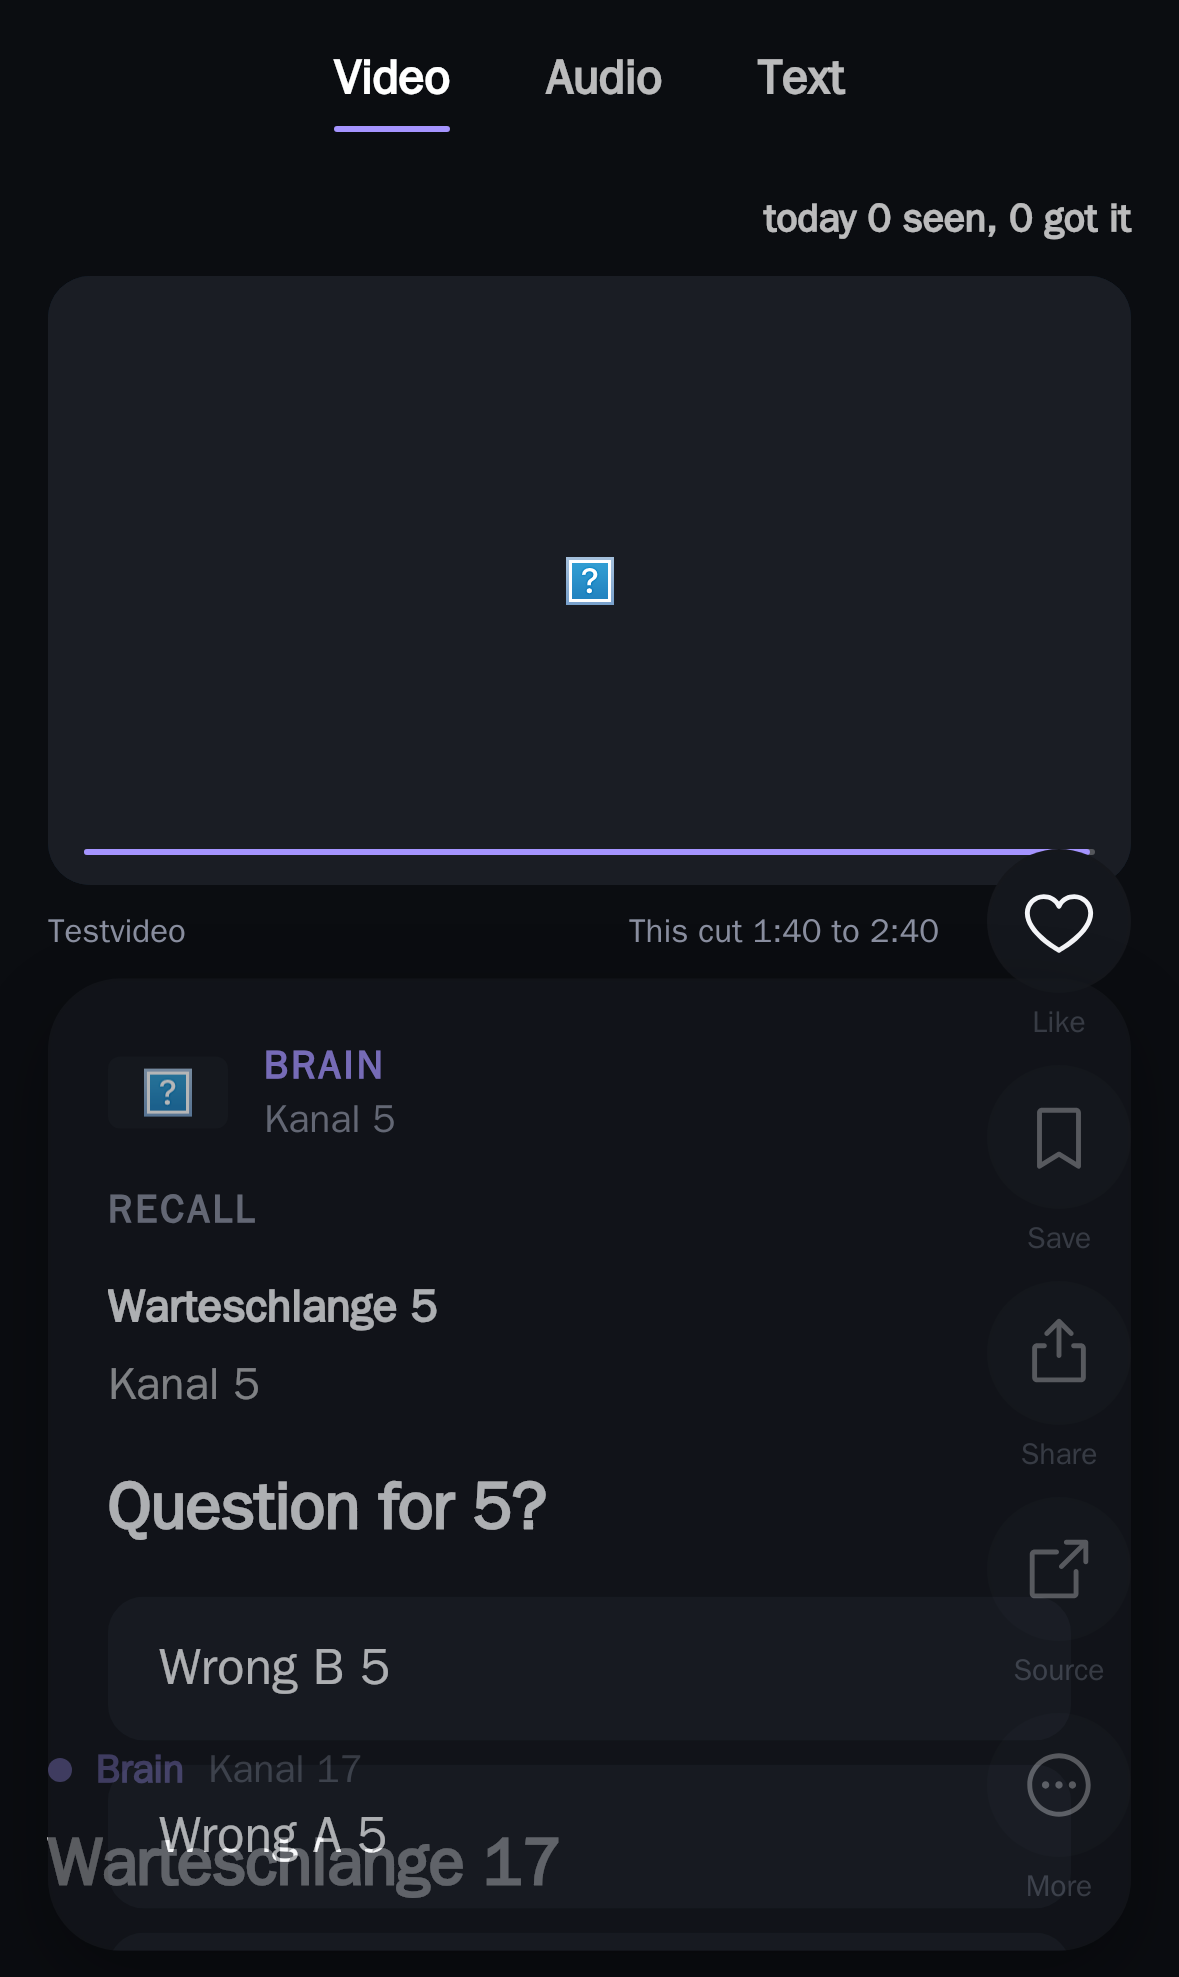 Video Audio Text
today 0 seen, 0 got it
Testvideo This cut 1:40 to 2:40
Like
BRAIN
Kanal 5
RECALL
Save
Warteschlange 5
Kanal 5
Share
Question for 5?
Wrong B 5
Source
Brain Kanal 17
Wrong A 5
Warteschlange 17
More